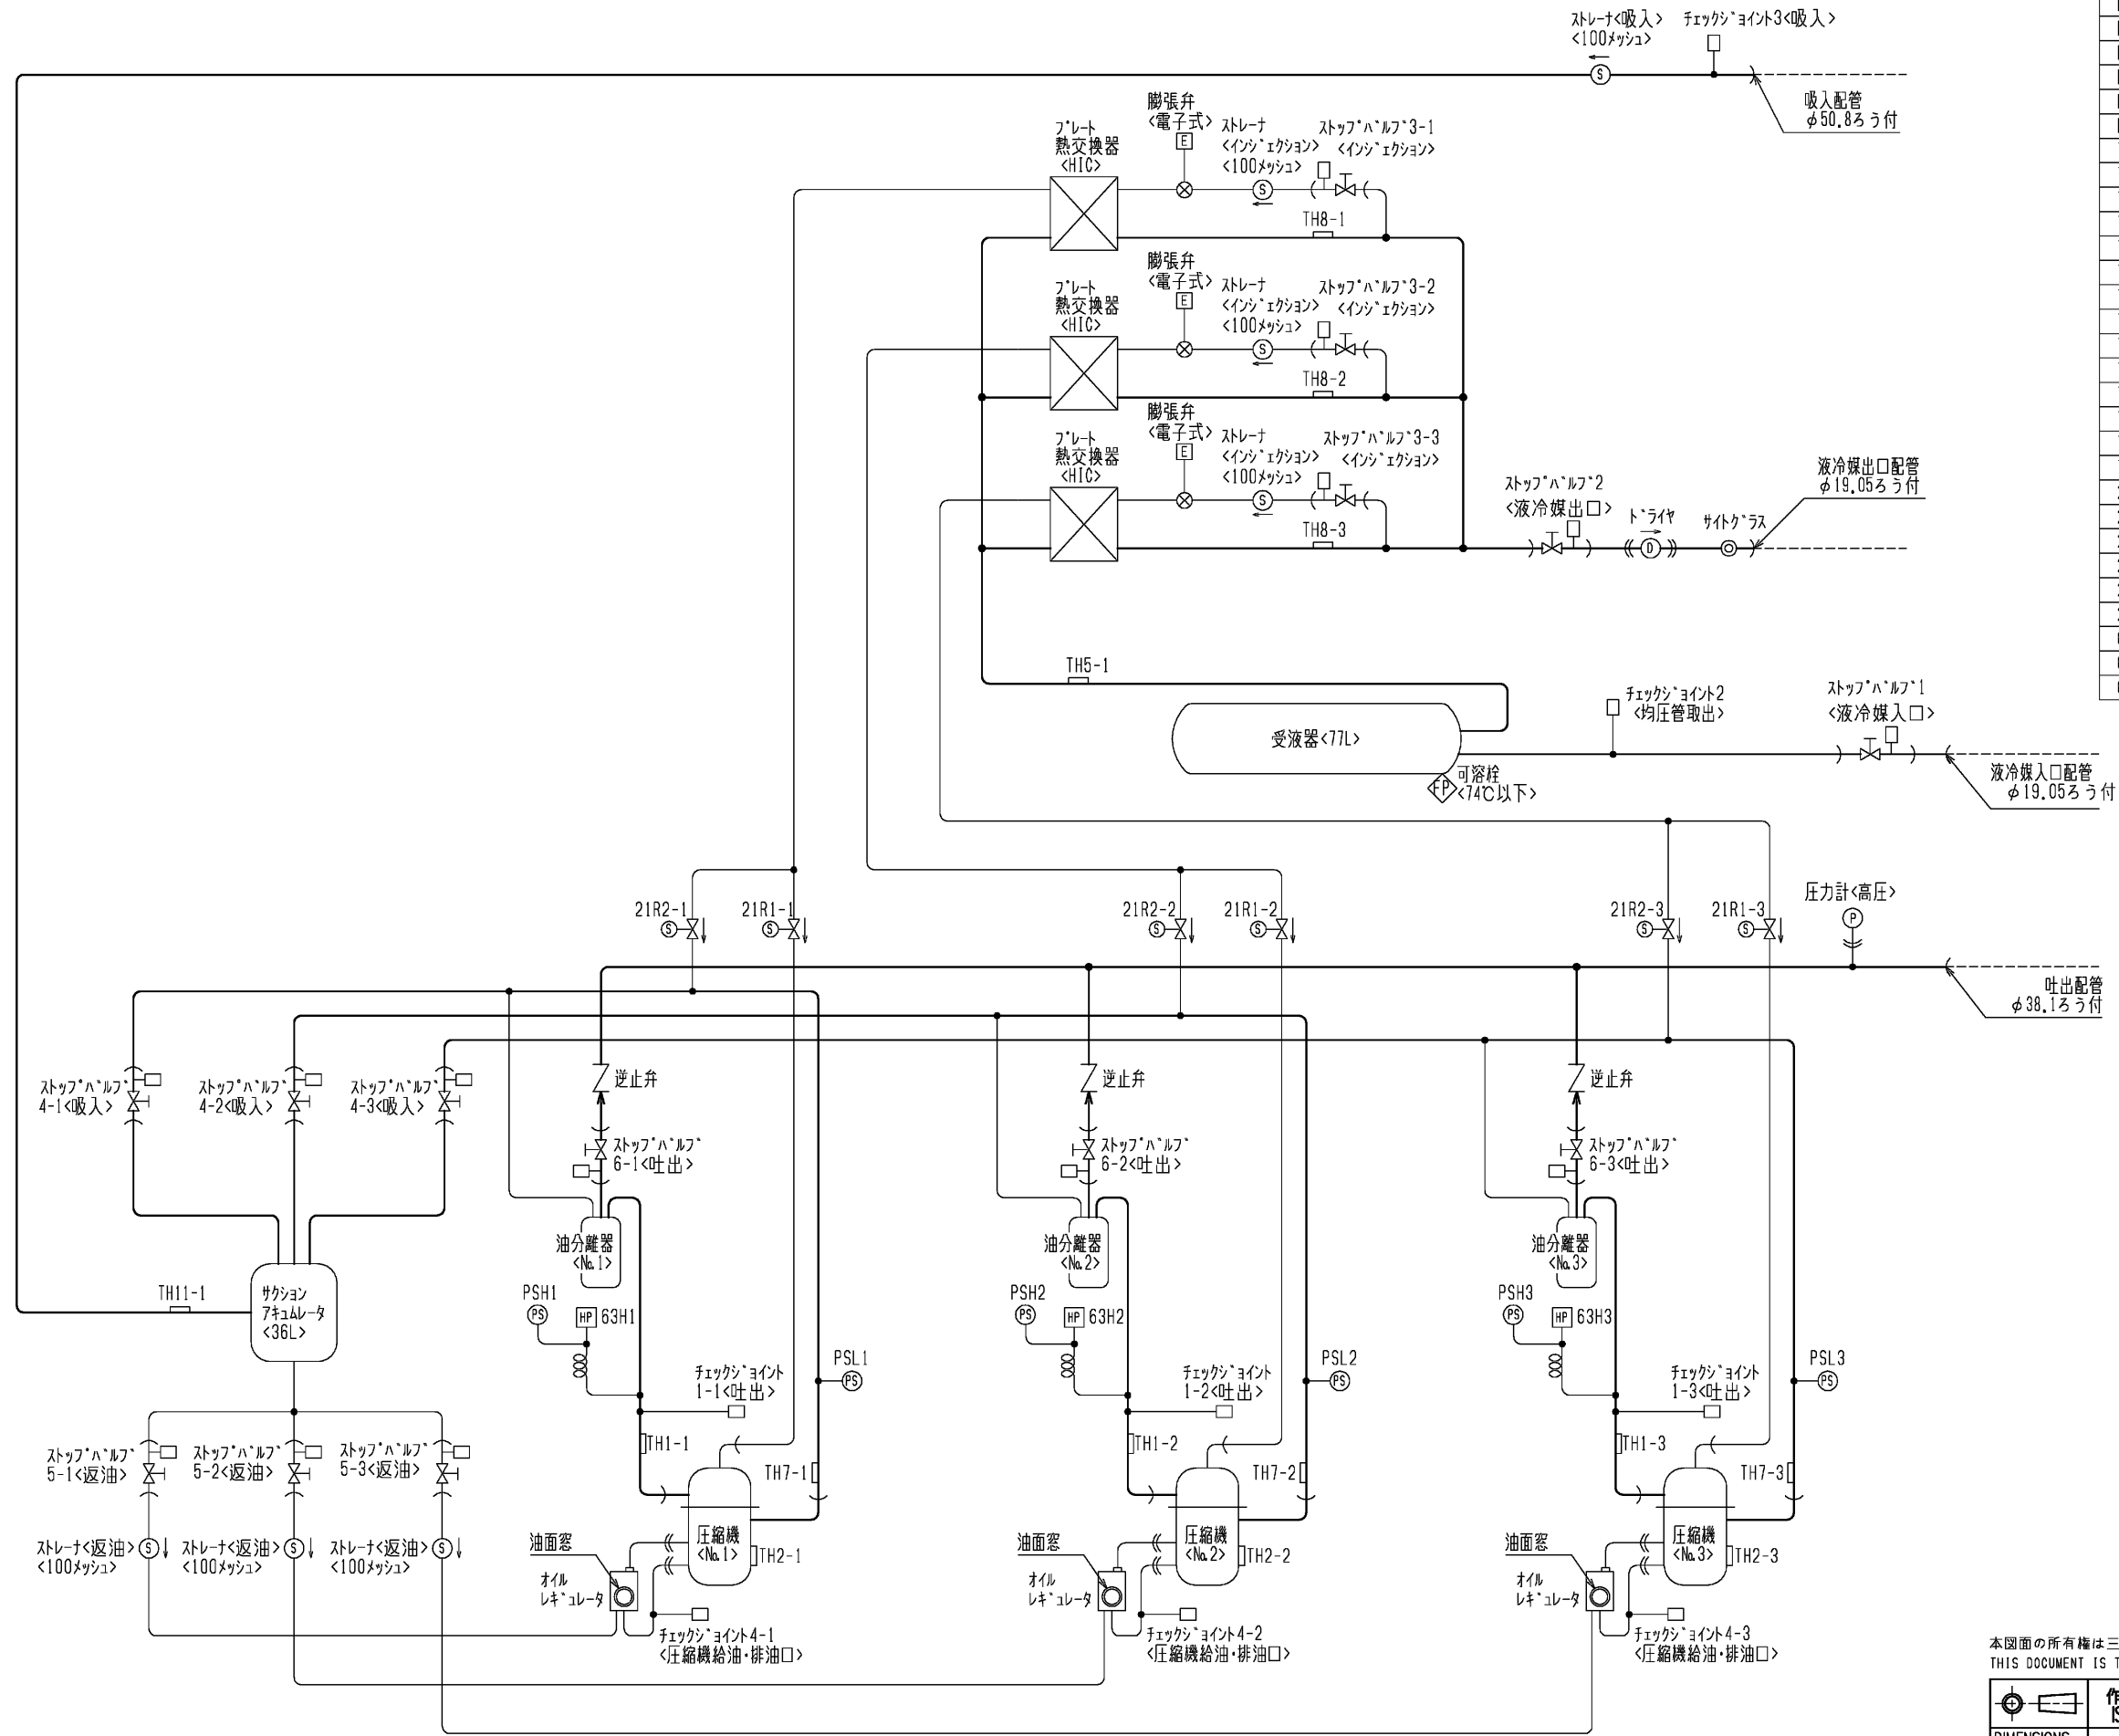 ストレーナ<吸入>
<100メッシュ>
チェックジョイント3<吸入>
S
吸入配管
φ50.8ろう付
プレート
熱交換器
<HIC>
膨張弁
<電子式>
E
ストレーナ
<インジェクション>
<100メッシュ>
S
ストップバルブ3-1
<インジェクション>
TH8-1
プレート
熱交換器
<HIC>
膨張弁
<電子式>
E
ストレーナ
<インジェクション>
<100メッシュ>
S
ストップバルブ3-2
<インジェクション>
TH8-2
プレート
熱交換器
<HIC>
膨張弁
<電子式>
E
ストレーナ
<インジェクション>
<100メッシュ>
S
ストップバルブ3-3
<インジェクション>
TH8-3
ストップバルブ2
<液冷媒出口>
ドライヤ
D
サイトグラス
液冷媒出口配管
φ19.05ろう付
TH5-1
受液器<77L>
FP
可溶栓
<74℃以下>
チェックジョイント2
<均圧管取出>
ストップバルブ1
<液冷媒入口>
液冷媒入口配管
φ19.05ろう付
21R2-1
S
21R1-1
S
21R2-2
S
21R1-2
S
21R2-3
S
21R1-3
S
圧力計<高圧>
P
吐出配管
φ38.1ろう付
ストップバルブ
4-1<吸入>
ストップバルブ
4-2<吸入>
ストップバルブ
4-3<吸入>
逆止弁
逆止弁
逆止弁
ストップバルブ
6-1<吐出>
ストップバルブ
6-2<吐出>
ストップバルブ
6-3<吐出>
油分離器
<No.1>
油分離器
<No.2>
油分離器
<No.3>
TH11-1
サクション
アキュムレータ
<36L>
PSH1
PS
HP
63H1
PSH2
PS
HP
63H2
PSH3
PS
HP
63H3
チェックジョイント
1-1<吐出>
PSL1
PS
チェックジョイント
1-2<吐出>
PSL2
PS
チェックジョイント
1-3<吐出>
PSL3
PS
ストップバルブ
5-1<返油>
ストップバルブ
5-2<返油>
ストップバルブ
5-3<返油>
TH1-1
TH7-1
TH1-2
TH7-2
TH1-3
TH7-3
ストレーナ<返油>
<100メッシュ>
S
ストレーナ<返油>
<100メッシュ>
S
ストレーナ<返油>
<100メッシュ>
S
油面窓
オイル
レギュレータ
圧縮機
<No.1>
TH2-1
油面窓
オイル
レギュレータ
圧縮機
<No.2>
TH2-2
油面窓
オイル
レギュレータ
圧縮機
<No.3>
TH2-3
チェックジョイント4-1
<圧縮機給油・排油口>
チェックジョイント4-2
<圧縮機給油・排油口>
チェックジョイント4-3
<圧縮機給油・排油口>
本図面の所有権は三
THIS DOCUMENT IS T
作
DIMENSIONS